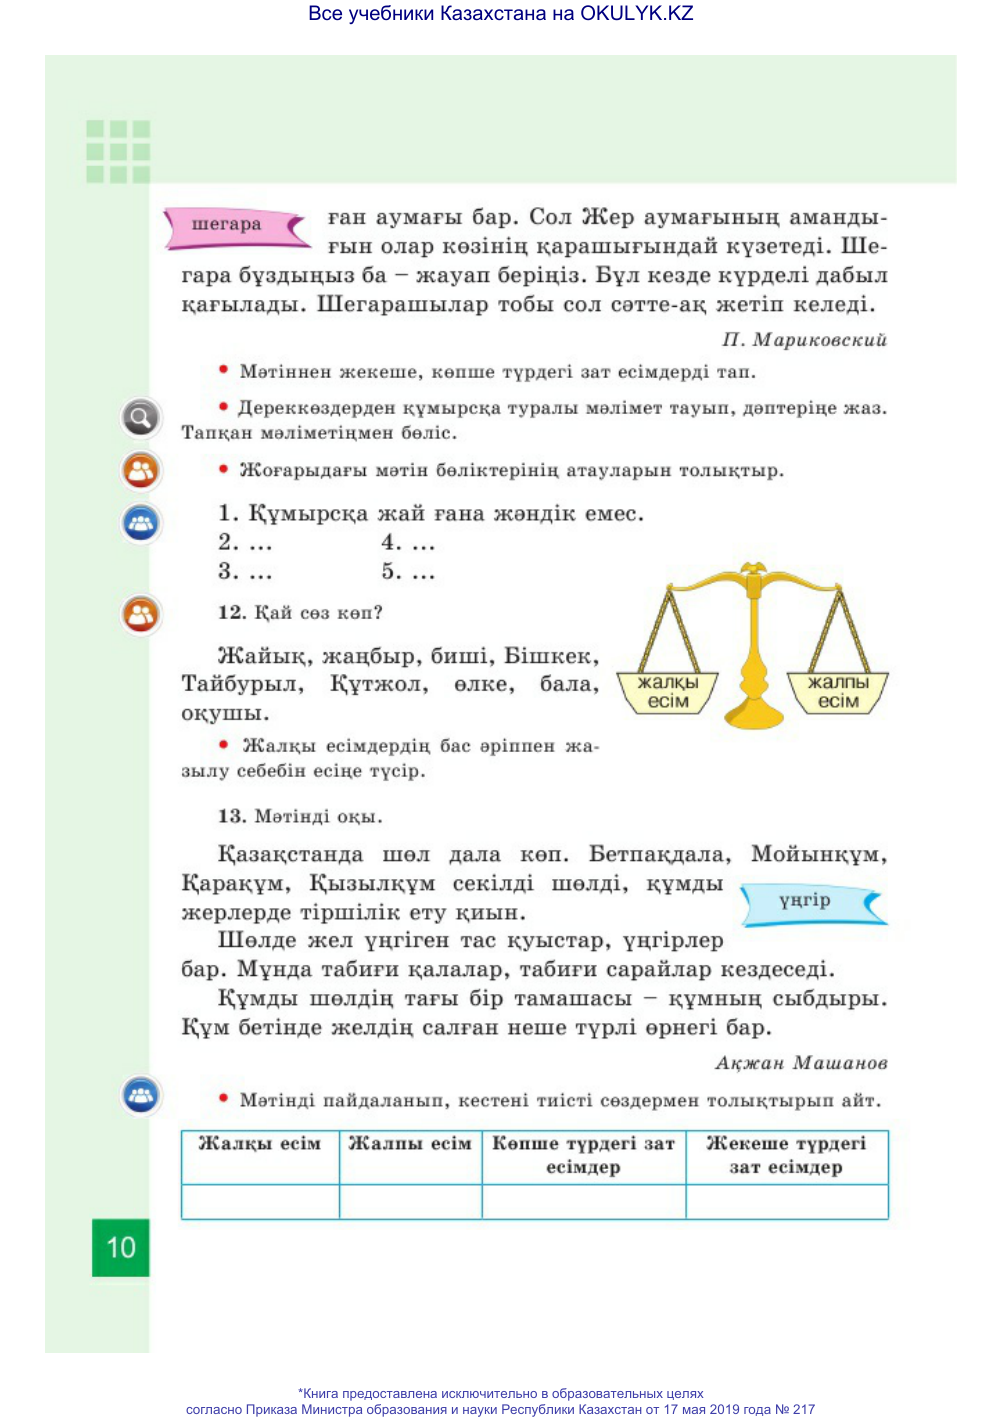 Все учебники Казахстана на OKULYK.KZ
шегара
ған аумағы бар. Сол Жер аумағының аманды-
ғын олар көзінің қарашығындай күзетеді. Ше-
гара бұздыңыз ба – жауап беріңіз. Бұл кезде күрделі дабыл
қағылады. Шегарашылар тобы сол сәтте-ақ жетіп келеді.
П. Мариковский
• Мәтіннен жекеше, көпше түрдегі зат есімдерді тап.
• Дереккөздерден құмырсқа туралы мәлімет тауып, дәптеріңе жаз.
Тапқан мәліметіңмен бөліс.
• Жоғарыдағы мәтін бөліктерінің атауларын толықтыр.
1. Құмырсқа жай ғана жәндік емес.
2. ... 4. ...
3. ... 5. ...
12. Қай сөз көп?
Жайық, жаңбыр, биші, Бішкек,
Тайбурыл, Құтжол, өлке, бала,
оқушы.
жалқы
есім
жалпы
есім
• Жалқы есімдердің бас әріппен жа-
зылу себебін есіңе түсір.
13. Мәтінді оқы.
Қазақстанда шөл дала көп. Бетпақдала, Мойынқұм,
Қарақұм, Қызылқұм секілді шөлді, құмды
жерлерде тіршілік ету қиын.
үңгір
Шөлде жел үңгіген тас қуыстар, үңгірлер
бар. Мұнда табиғи қалалар, табиғи сарайлар кездеседі.
Құмды шөлдің тағы бір тамашасы – құмның сыбдыры.
Құм бетінде желдің салған неше түрлі өрнегі бар.
Ақжан Машанов
• Мәтінді пайдаланып, кестені тиісті сөздермен толықтырып айт.
Жалқы есім Жалпы есім Көпше түрдегі зат есімдер Жекеше түрдегі зат есімдер
10
*Книга предоставлена исключительно в образовательных целях
согласно Приказа Министра образования и науки Республики Казахстан от 17 мая 2019 года № 217